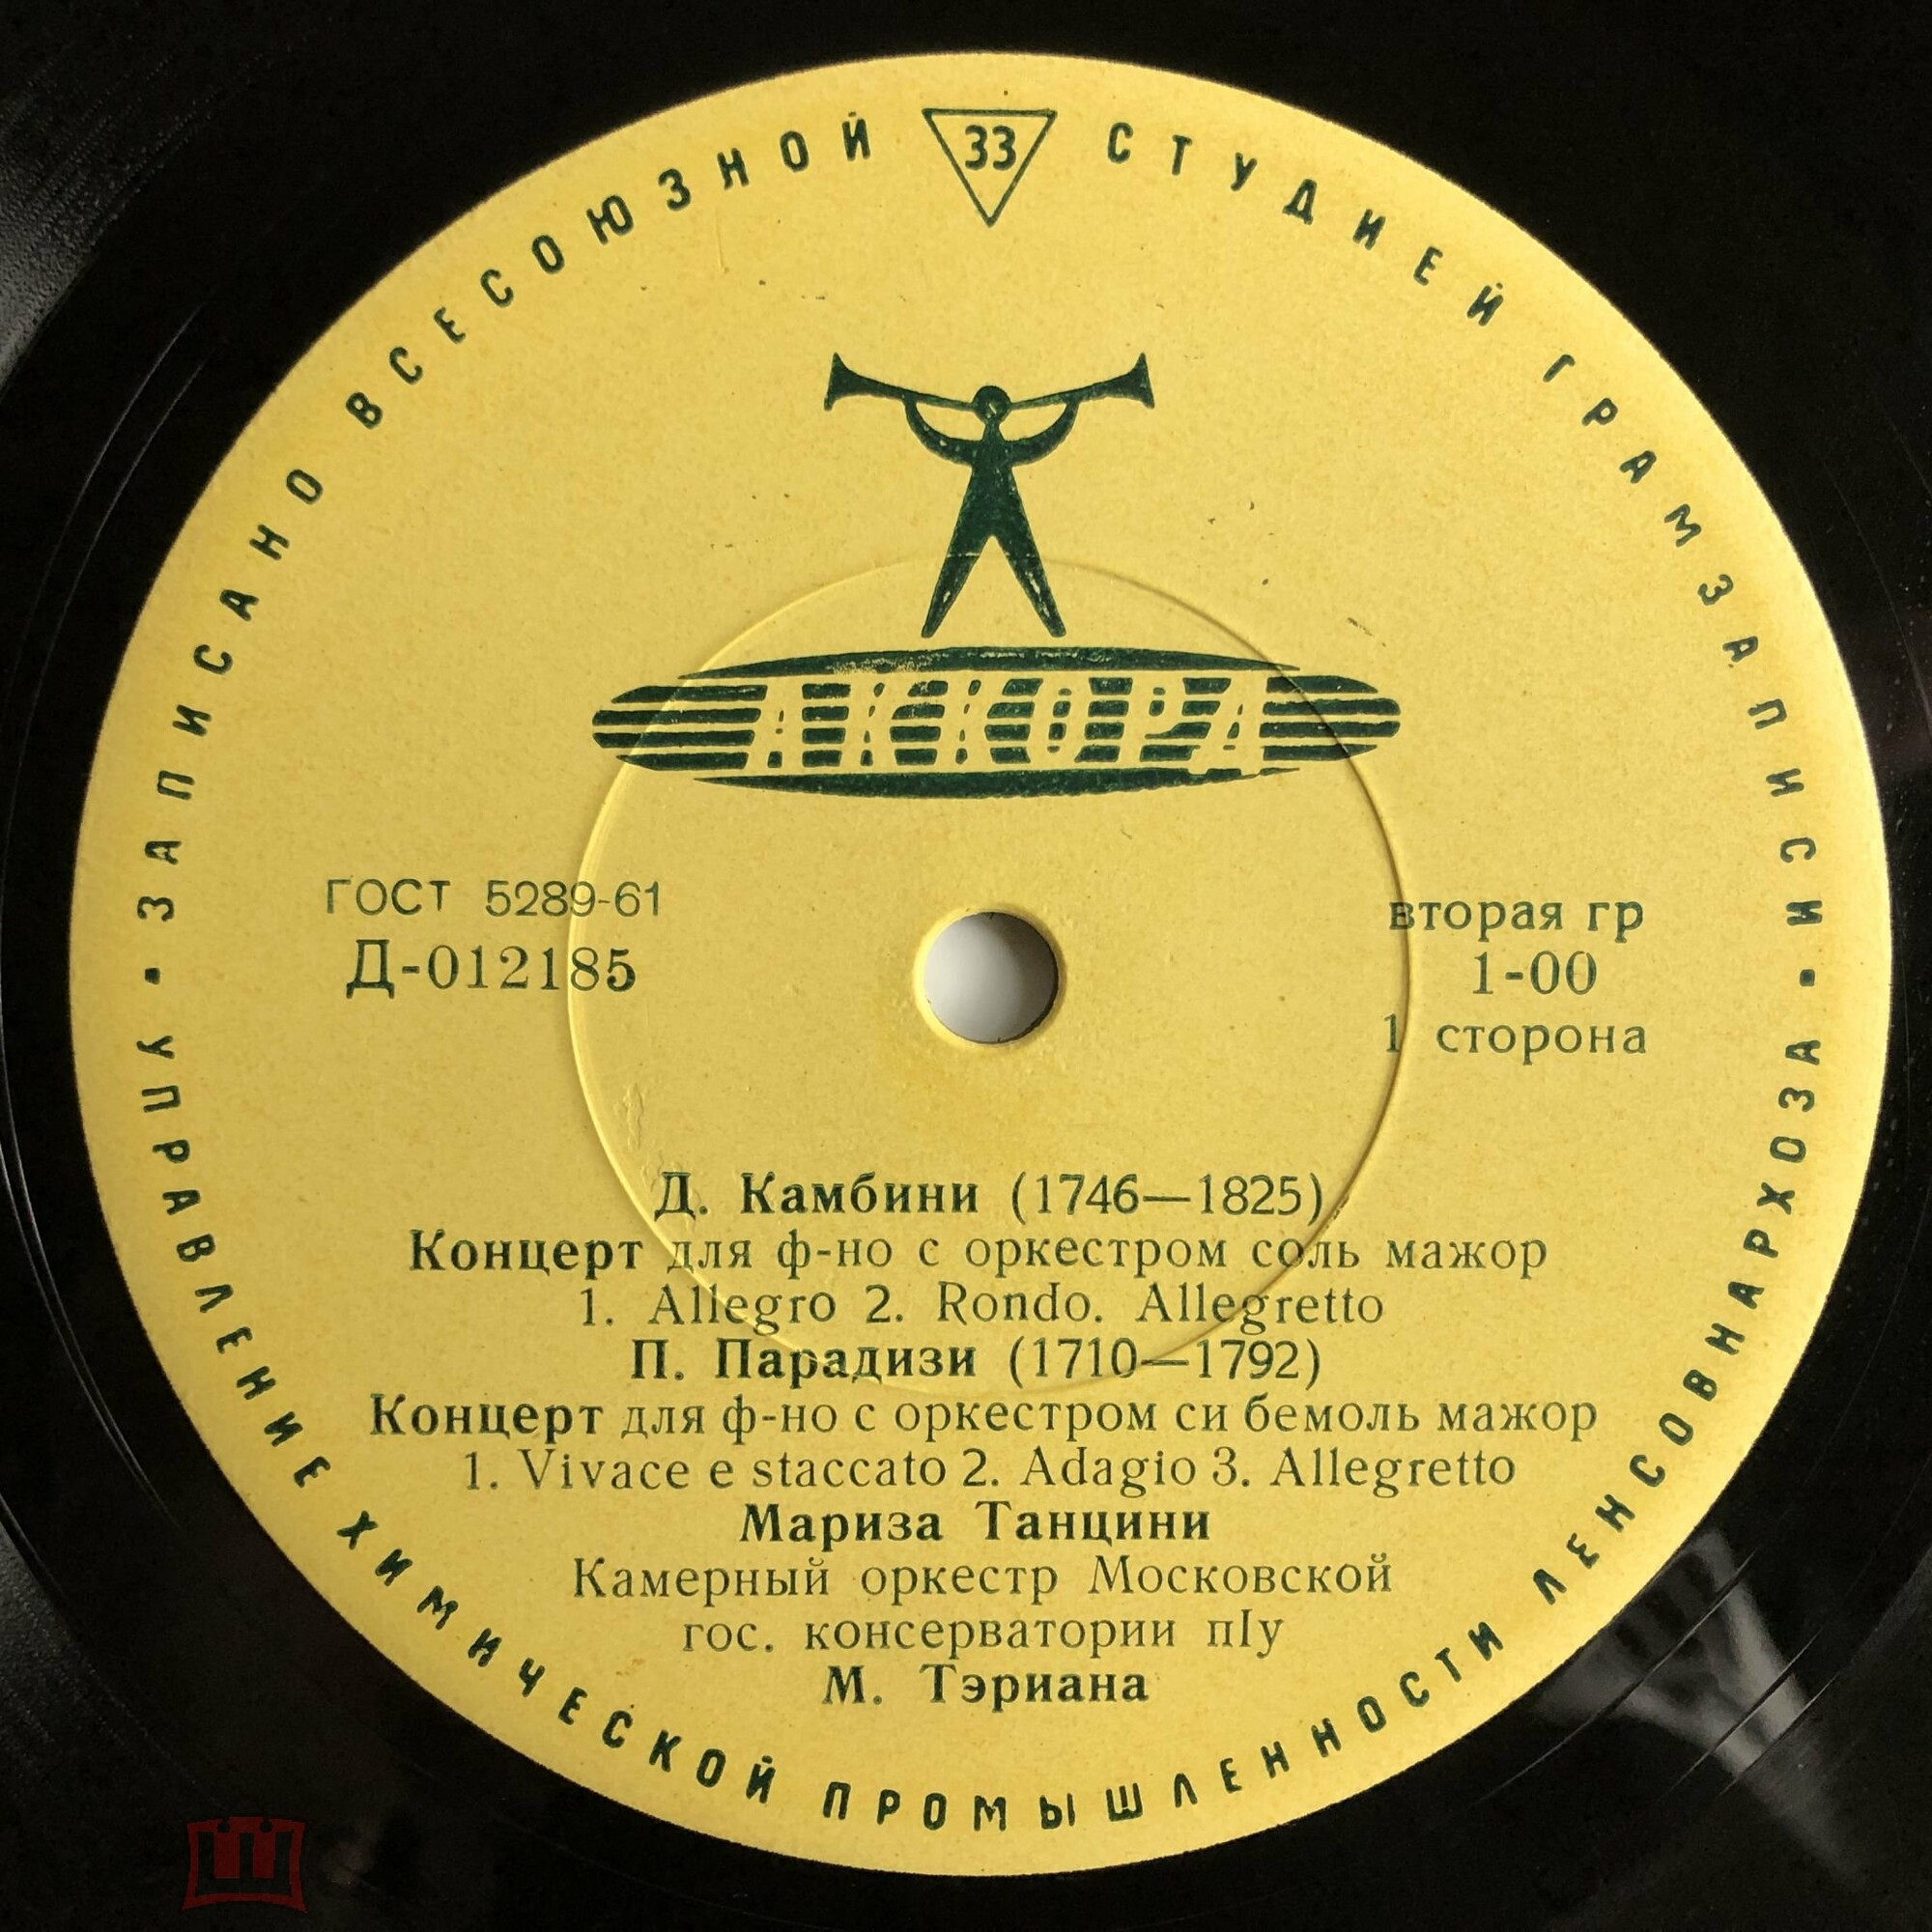 ЗАПИСАНО ВСЕСОЮЗНОЙ СТУДИЕЙ ГРАМЗАПИСИ
33
АККОРД
ГОСТ 5289-61
Д-012185
вторая гр
1-00
1 сторона
Д. Камбини (1746—1825)
Концерт для ф-но с оркестром соль мажор
1. Allegro 2. Rondo. Allegretto
П. Парадизи (1710—1792)
Концерт для ф-но с оркестром си бемоль мажор
1. Vivace e staccato 2. Adagio 3. Allegretto
Мариза Танцини
Камерный оркестр Московской
гос. консерватории пIу
М. Тэриана
УПРАВЛЕНИЕ ХИМИЧЕСКОЙ ПРОМЫШЛЕННОСТИ ЛЕНСОВНАРХОЗА